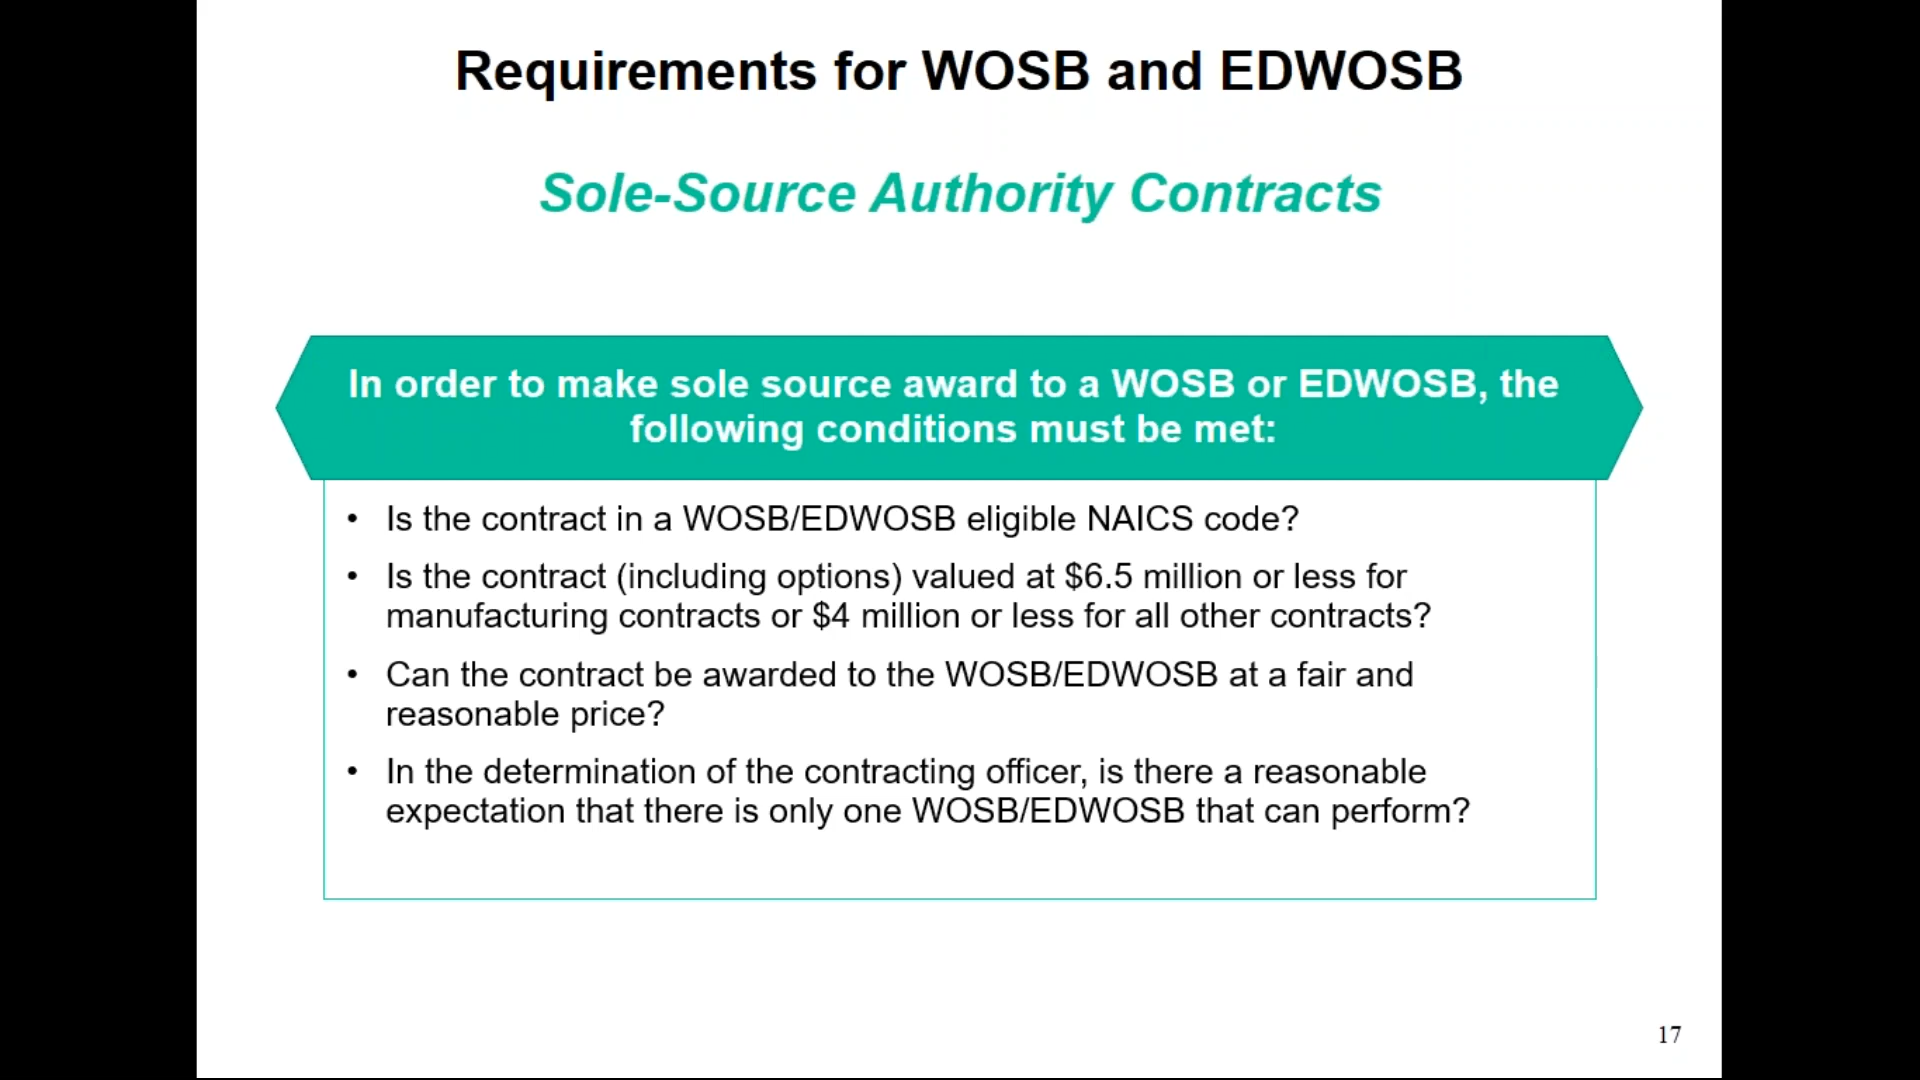 Requirements for WOSB and EDWOSB
Sole-Source Authority Contracts
In order to make sole source award to a WOSB or EDWOSB, the
following conditions must be met:
• Is the contract in a WOSB/EDWOSB eligible NAICS code?
• Is the contract (including options) valued at $6.5 million or less for
manufacturing contracts or $4 million or less for all other contracts?
• Can the contract be awarded to the WOSB/EDWOSB at a fair and
reasonable price?
• In the determination of the contracting officer, is there a reasonable
expectation that there is only one WOSB/EDWOSB that can perform?
17